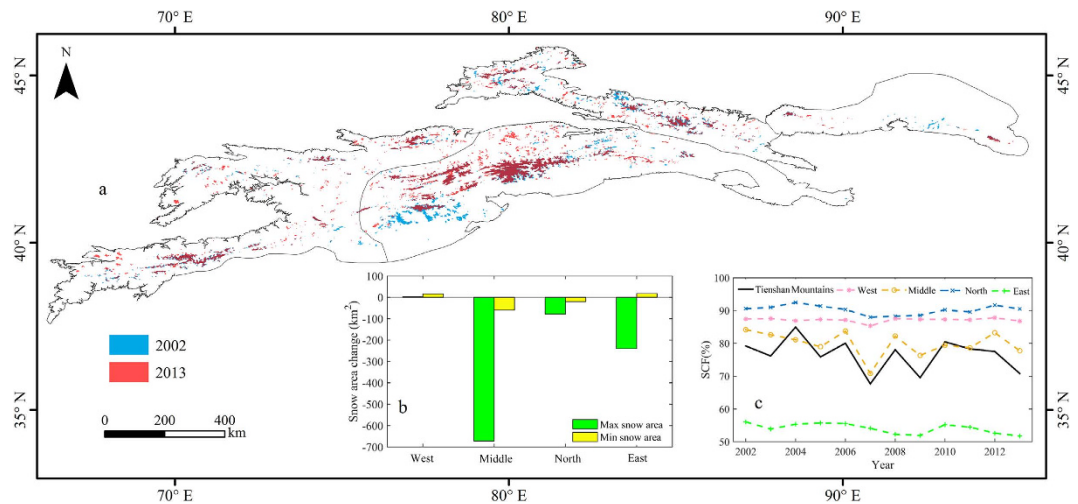 70° E 80° E 90° E
N
45° N
45° N
a
40° N
40° N
2002
2013
0 100 200 400
km
35° N
35° N
Snow area change (km²)
100
0
-100
-200
-300
-400
-500
-600
-700
b
Max snow area
Min snow area
West Middle North East
Tienshan Mountains West Middle North East
SCF(%)
100
90
80
70
60
50
c
2002 2004 2006 2008 2010 2012
Year
70° E 80° E 90° E